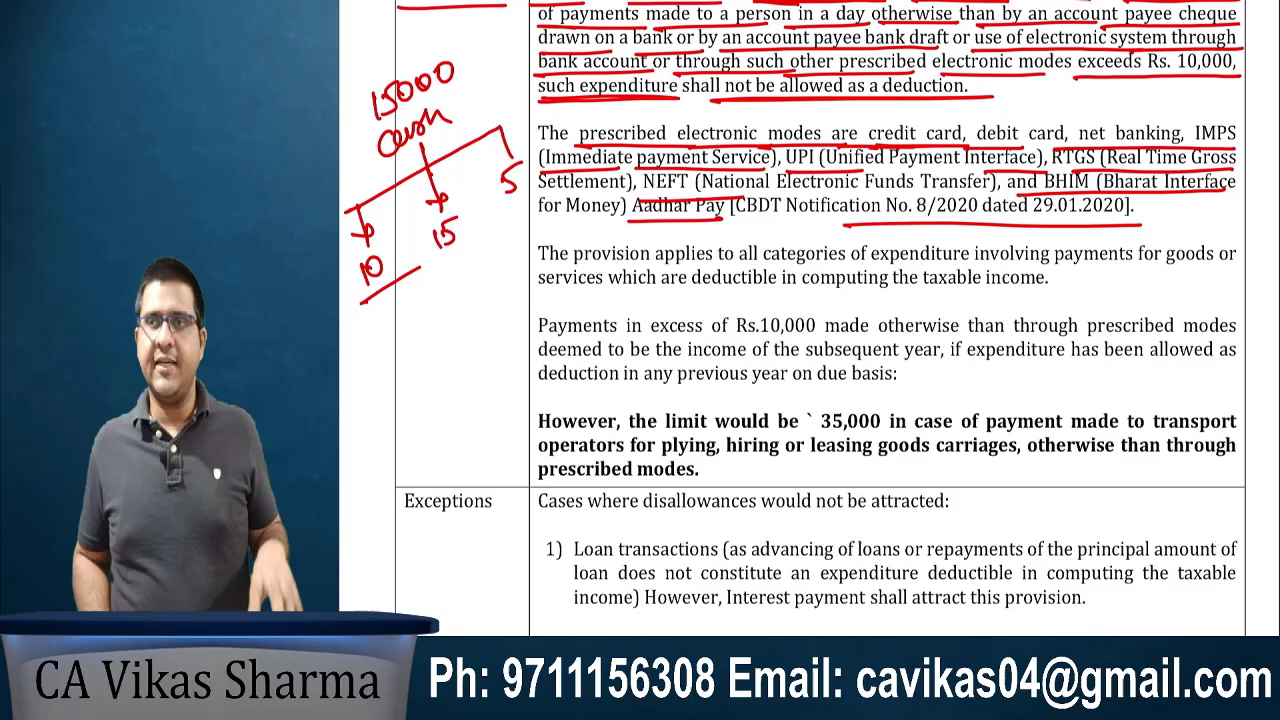 of payments made to a person in a day otherwise than by an account payee cheque
drawn on a bank or by an account payee bank draft or use of electronic system through
bank account or through such other prescribed electronic modes exceeds Rs. 10,000,
such expenditure shall not be allowed as a deduction.
15000
Cash
10
15
5
The prescribed electronic modes are credit card, debit card, net banking, IMPS
(Immediate payment Service), UPI (Unified Payment Interface), RTGS (Real Time Gross
Settlement), NEFT (National Electronic Funds Transfer), and BHIM (Bharat Interface
for Money) Aadhar Pay [CBDT Notification No. 8/2020 dated 29.01.2020].
The provision applies to all categories of expenditure involving payments for goods or
services which are deductible in computing the taxable income.
Payments in excess of Rs.10,000 made otherwise than through prescribed modes
deemed to be the income of the subsequent year, if expenditure has been allowed as
deduction in any previous year on due basis:
However, the limit would be ` 35,000 in case of payment made to transport
operators for plying, hiring or leasing goods carriages, otherwise than through
prescribed modes.
Exceptions
Cases where disallowances would not be attracted:
1) Loan transactions (as advancing of loans or repayments of the principal amount of
loan does not constitute an expenditure deductible in computing the taxable
income) However, Interest payment shall attract this provision.
CA Vikas Sharma
Ph: 9711156308 Email: cavikas04@gmail.com